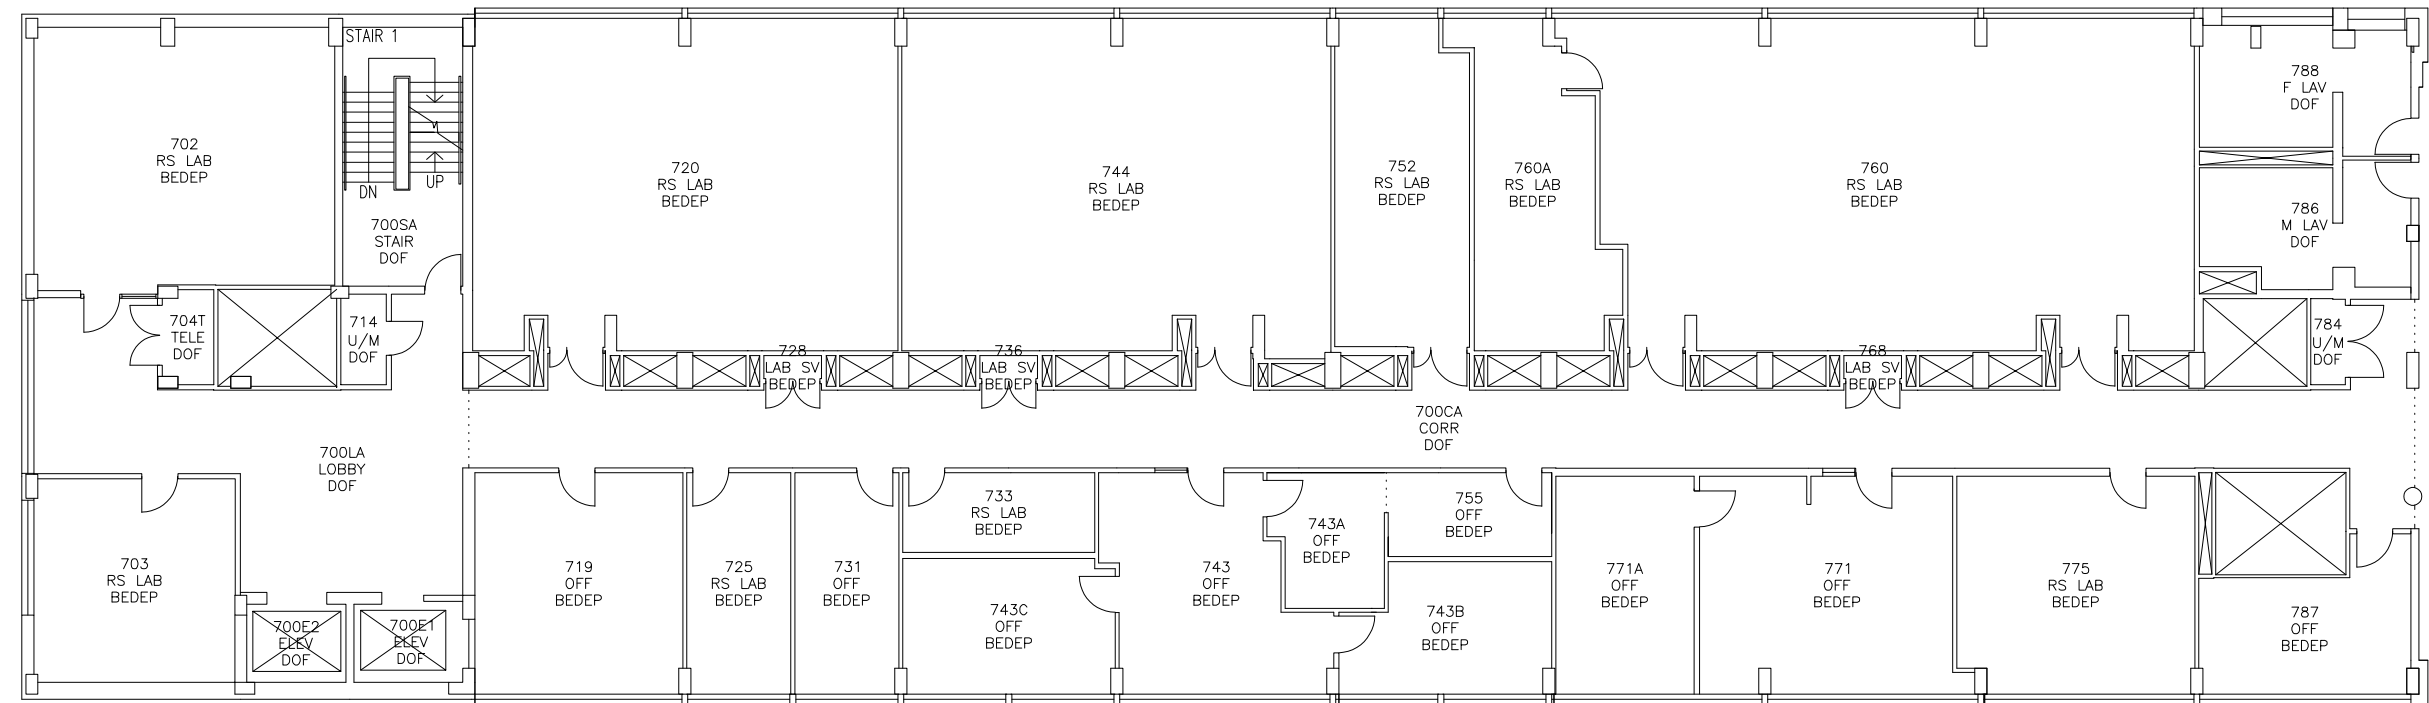 STAIR 1
702
RS LAB
BEDEP
DN
UP
700SA
STAIR
DOF
720
RS LAB
BEDEP
744
RS LAB
BEDEP
752
RS LAB
BEDEP
760A
RS LAB
BEDEP
760
RS LAB
BEDEP
788
F LAV
DOF
786
M LAV
DOF
704T
TELE
DOF
714
U/M
DOF
728
LAB SV
BEDEP
736
LAB SV
BEDEP
768
LAB SV
BEDEP
784
U/M
DOF
700CA
CORR
DOF
700LA
LOBBY
DOF
703
RS LAB
BEDEP
700E2
ELEV
DOF
700E1
ELEV
DOF
719
OFF
BEDEP
725
RS LAB
BEDEP
731
OFF
BEDEP
733
RS LAB
BEDEP
743C
OFF
BEDEP
743
OFF
BEDEP
743A
OFF
BEDEP
755
OFF
BEDEP
743B
OFF
BEDEP
771A
OFF
BEDEP
771
OFF
BEDEP
775
RS LAB
BEDEP
787
OFF
BEDEP